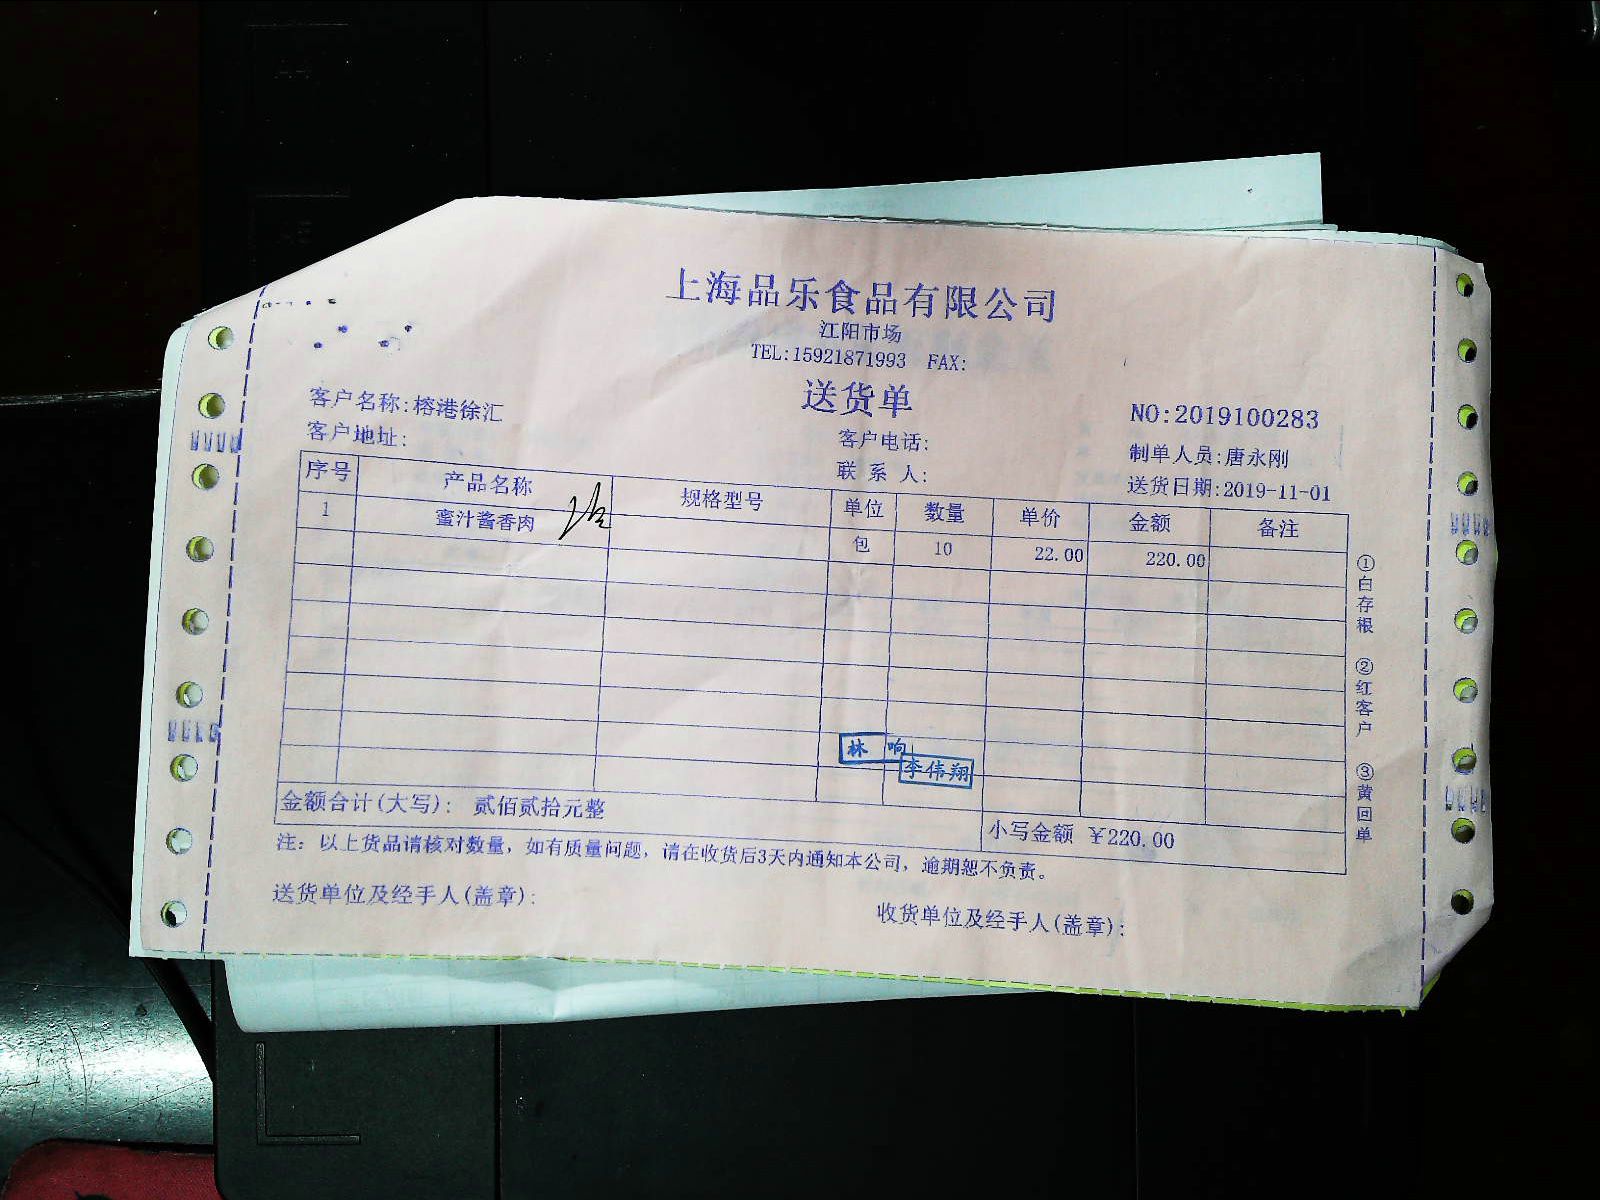 上海品乐食品有限公司
江阳市场
TEL:15921871993 FAX:
送货单
客户名称:榕港徐汇
NO:2019100283
客户地址:
客户电话:
制单人员:唐永刚
联系人:
送货日期:2019-11-01
序号 产品名称 规格型号 单位 数量 单价 金额 备注
1 蜜汁酱香肉 包 10 22.00 220.00
林响
李伟翔
金额合计(大写): 贰佰贰拾元整
小写金额 ¥220.00
注: 以上货品请核对数量, 如有质量问题, 请在收货后3天内通知本公司, 逾期恕不负责。
送货单位及经手人(盖章):
收货单位及经手人(盖章):
①白存根 ②红客户 ③黄回单